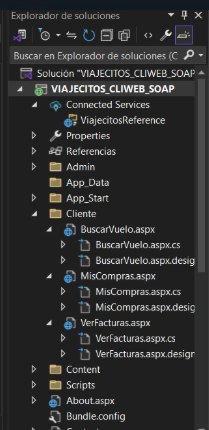 Explorador de soluciones
Buscar en Explorador de soluciones (C
Solución "VIAJECITOS_CLIWEB_SOAP
VIAJECITOS_CLIWEB_SOAP
Connected Services
ViajecitosReference
Properties
Referencias
Admin
App_Data
App_Start
Cliente
BuscarVuelo.aspx
BuscarVuelo.aspx.cs
BuscarVuelo.aspx.design
MisCompras.aspx
MisCompras.aspx.cs
MisCompras.aspx.desig
VerFacturas.aspx
VerFacturas.aspx.cs
VerFacturas.aspx.design
Content
Scripts
About.aspx
Bundle.config